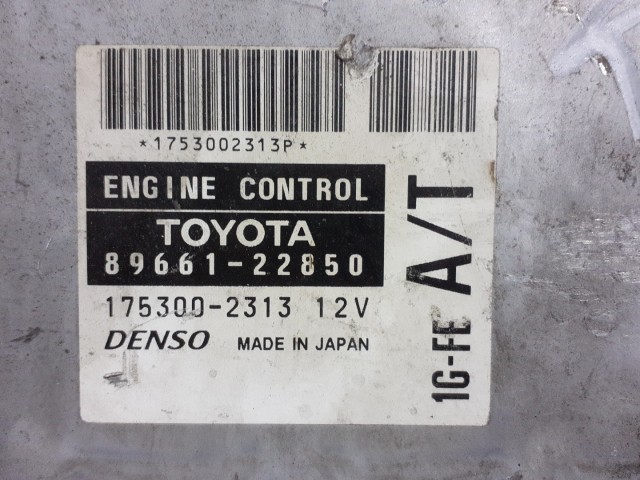 *1753002313P*
ENGINE CONTROL
TOYOTA
89661-22850
175300-2313 12V
DENSO MADE IN JAPAN
1G-FE A/T